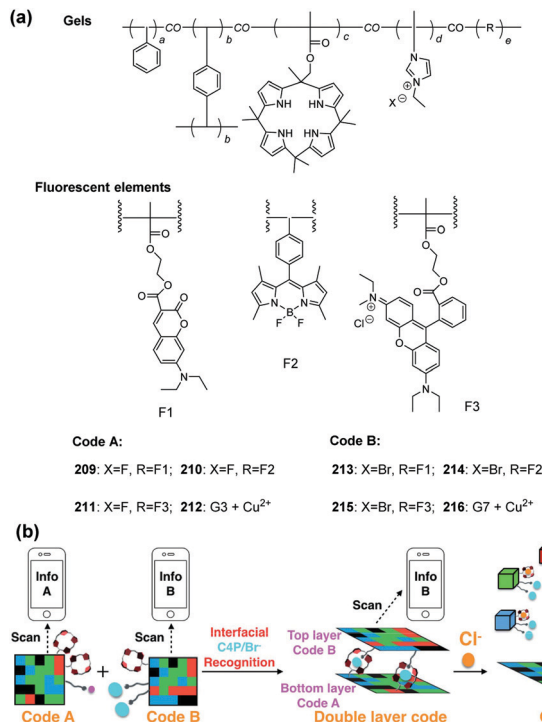 (a)
Gels
CO CO CO CO
a b c d (R) e
O O
NH HN
NH HN
N
N
⊕
X⊖
b
Fluorescent elements
O O
O
O O
O O
N
F1
N N
B
F F
F2
O O
O
O
N
⊕
Cl⊖
O
N
F3
Code A:
209: X=F, R=F1; 210: X=F, R=F2
211: X=F, R=F3; 212: G3 + Cu2+
Code B:
213: X=Br, R=F1; 214: X=Br, R=F2
215: X=Br, R=F3; 216: G7 + Cu2+
(b)
Info
A
Info
B
Scan
Scan
+
Code A
Code B
Interfacial
C4P/Br-
Recognition
Info
B
Scan
Top layer
Code B
Bottom layer
Code A
Double layer code
Cl-